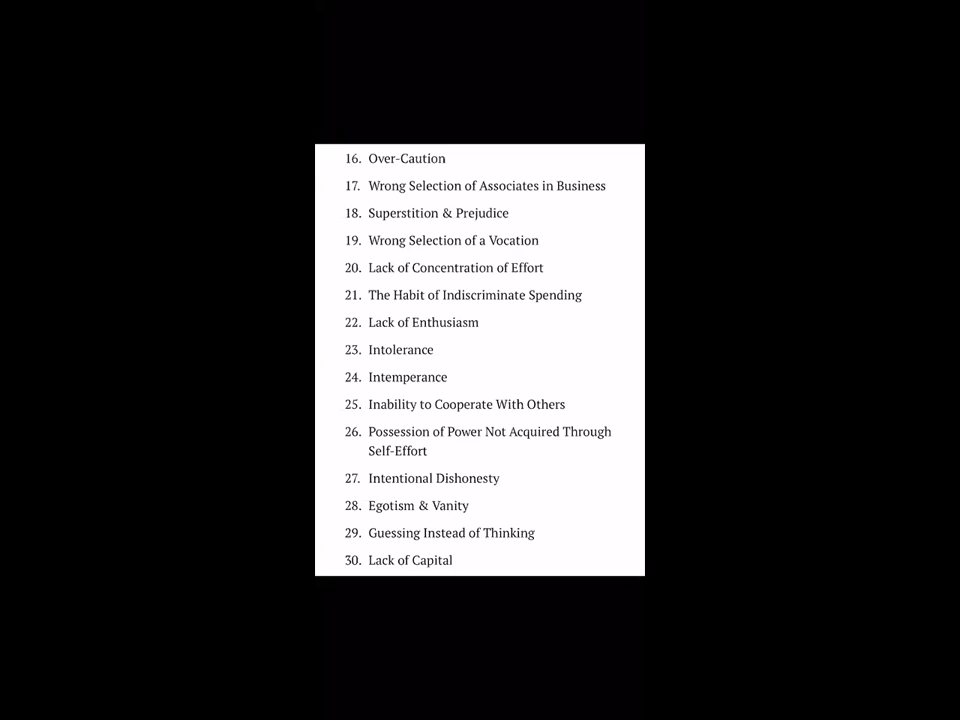 16. Over-Caution
17. Wrong Selection of Associates in Business
18. Superstition & Prejudice
19. Wrong Selection of a Vocation
20. Lack of Concentration of Effort
21. The Habit of Indiscriminate Spending
22. Lack of Enthusiasm
23. Intolerance
24. Intemperance
25. Inability to Cooperate With Others
26. Possession of Power Not Acquired Through
Self-Effort
27. Intentional Dishonesty
28. Egotism & Vanity
29. Guessing Instead of Thinking
30. Lack of Capital